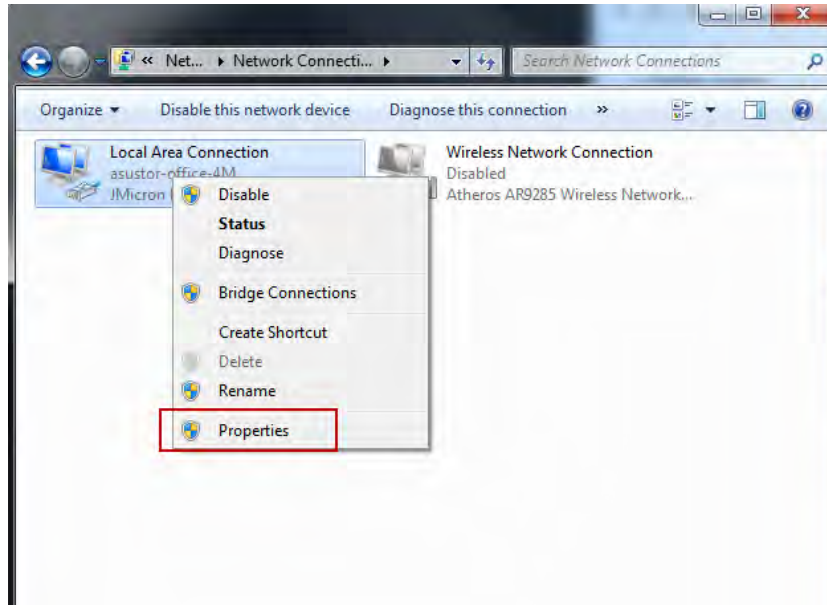 « Net... ▸ Network Connecti... ▸
Search Network Connections
Organize ▾ Disable this network device Diagnose this connection »
Local Area Connection
asustor-office-4M
JMicron
Wireless Network Connection
Disabled
Atheros AR9285 Wireless Network...
Disable
Status
Diagnose
Bridge Connections
Create Shortcut
Delete
Rename
Properties